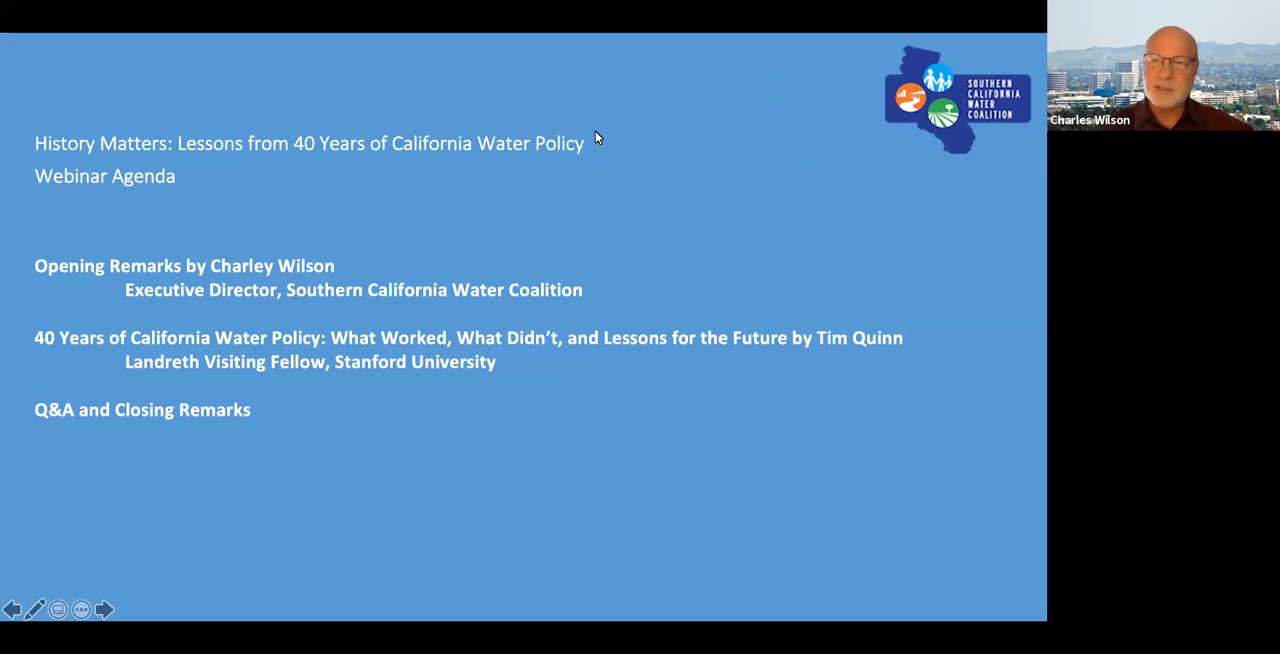 History Matters: Lessons from 40 Years of California Water Policy
Webinar Agenda
SOUTHERN
CALIFORNIA
WATER
COALITION
Charles Wilson
Opening Remarks by Charley Wilson
Executive Director, Southern California Water Coalition
40 Years of California Water Policy: What Worked, What Didn’t, and Lessons for the Future by Tim Quinn
Landreth Visiting Fellow, Stanford University
Q&A and Closing Remarks